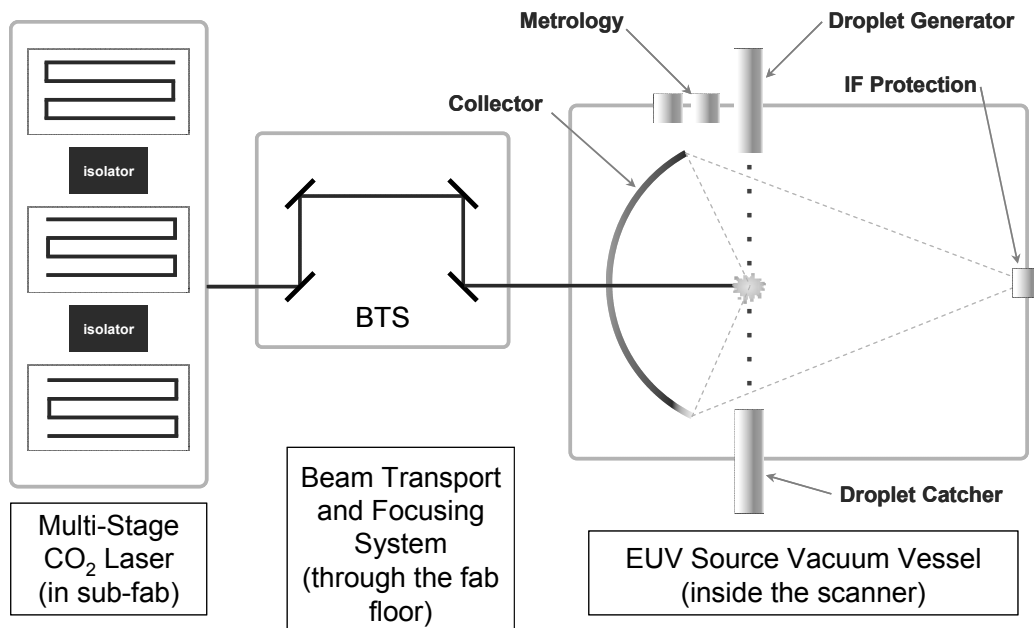 Metrology
Droplet Generator
IF Protection
Collector
isolator
isolator
BTS
Droplet Catcher
Multi-Stage
CO₂ Laser
(in sub-fab)
Beam Transport
and Focusing
System
(through the fab
floor)
EUV Source Vacuum Vessel
(inside the scanner)